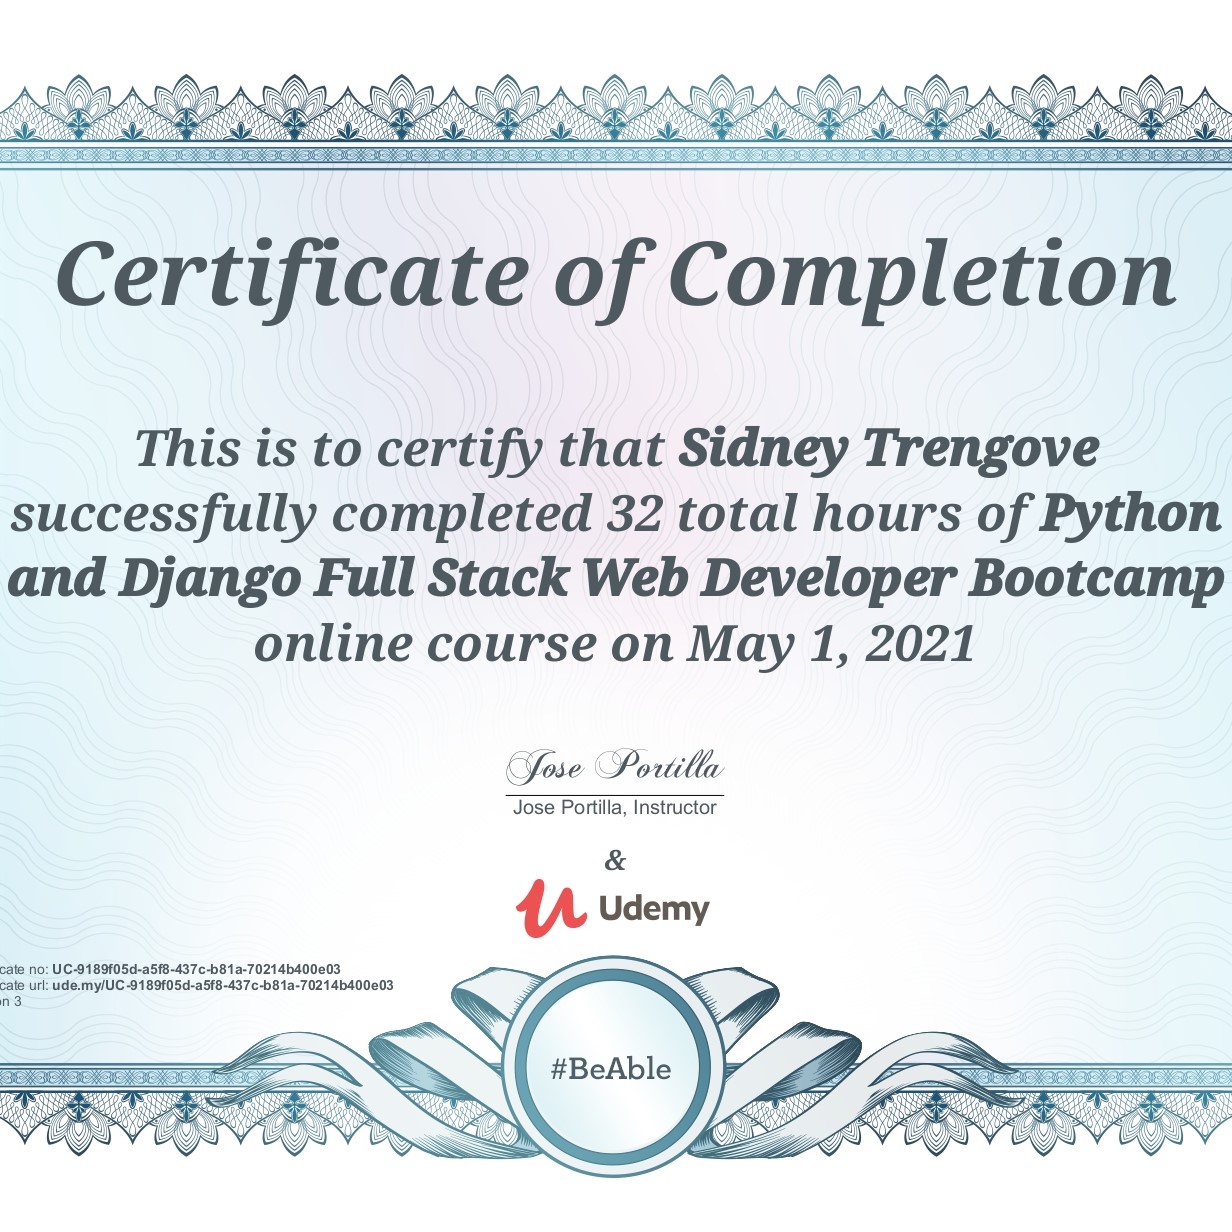 Certificate of Completion
This is to certify that Sidney Trengove
successfully completed 32 total hours of Python
and Django Full Stack Web Developer Bootcamp
online course on May 1, 2021
Jose Portilla
Jose Portilla, Instructor
&
Udemy
cate no: UC-9189f05d-a5f8-437c-b81a-70214b400e03
cate url: ude.my/UC-9189f05d-a5f8-437c-b81a-70214b400e03
on 3
#BeAble